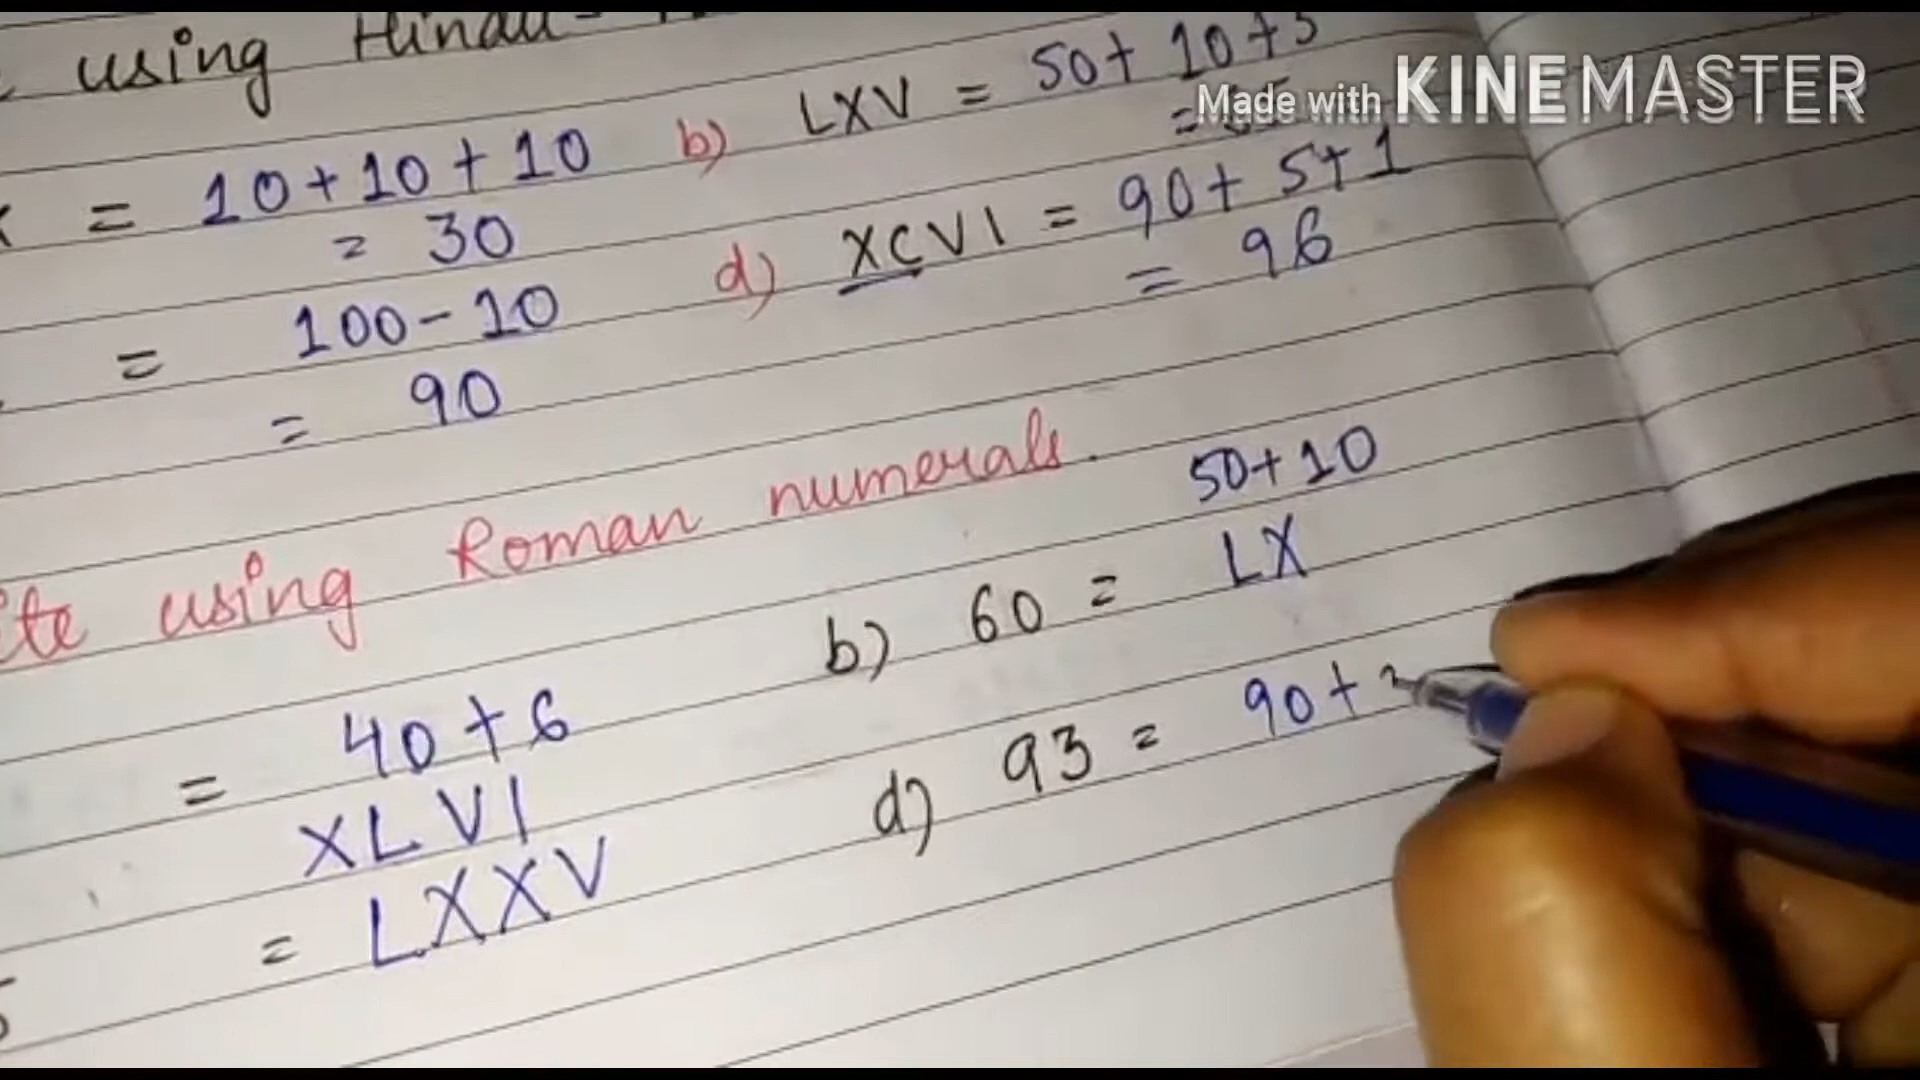 using Hindu-
b) LXV = 50+ 10+5
Made with KINEMASTER
= 10+10+10
= 30
d) XCVI = 90+ 5+1
= 96
= 100-10
= 90
using Roman numerals.
50+10
b) 60 = LX
= 40+6
XLVI
d) 93 = 90+
= LXXV